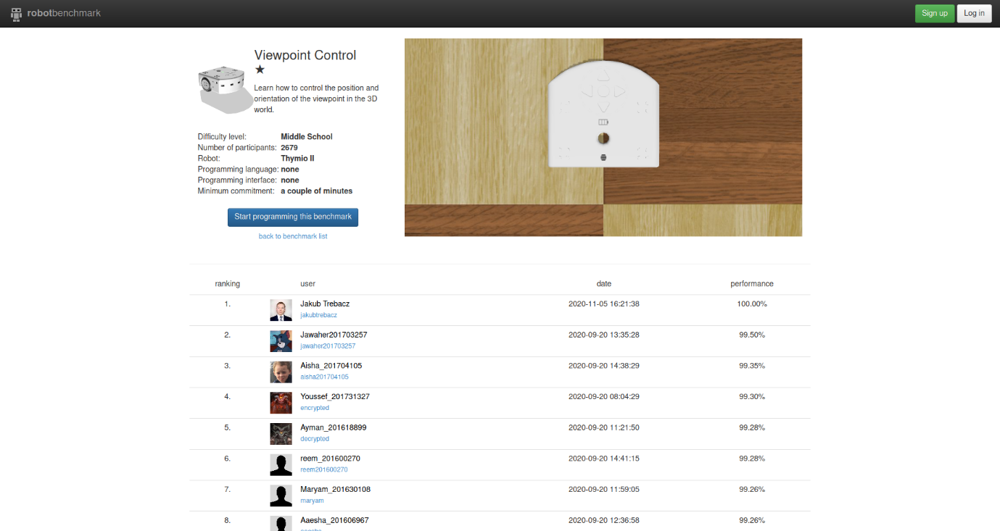 robotbenchmark
Sign up
Log in
Viewpoint Control
★
Learn how to control the position and
orientation of the viewpoint in the 3D
world.
Difficulty level: Middle School
Number of participants: 2679
Robot: Thymio II
Programming language: none
Programming interface: none
Minimum commitment: a couple of minutes
Start programming this benchmark
back to benchmark list
ranking user date performance
1. Jakub Trebacz 2020-11-05 16:21:38 100.00%
jakubtrebacz
2. Jawaher201703257 2020-09-20 13:35:28 99.50%
jawaher201703257
3. Aisha_201704105 2020-09-20 14:38:29 99.35%
aisha201704105
4. Youssef_201731327 2020-09-20 08:04:29 99.30%
encrypted
5. Ayman_201618899 2020-09-20 11:21:50 99.28%
decrypted
6. reem_201600270 2020-09-20 14:41:15 99.28%
reem201600270
7. Maryam_201630108 2020-09-20 11:59:05 99.26%
maryam
8. Aaesha_201606967 2020-09-20 12:36:58 99.26%